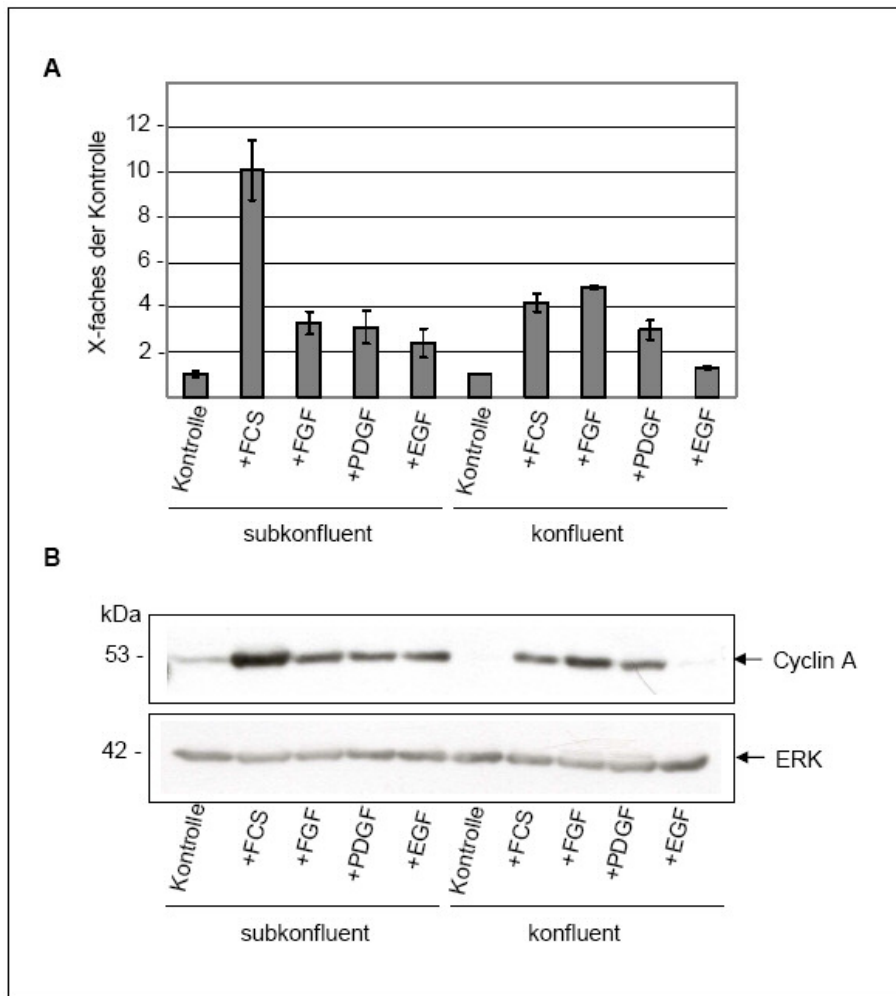 A
X-faches der Kontrolle
12 -
10 -
8 -
6 -
4 -
2 -
Kontrolle +FCS +FGF +PDGF +EGF Kontrolle +FCS +FGF +PDGF +EGF
subkonfluent konfluent
B
kDa
53 - Cyclin A
42 - ERK
Kontrolle +FCS +FGF +PDGF +EGF Kontrolle +FCS +FGF +PDGF +EGF
subkonfluent konfluent